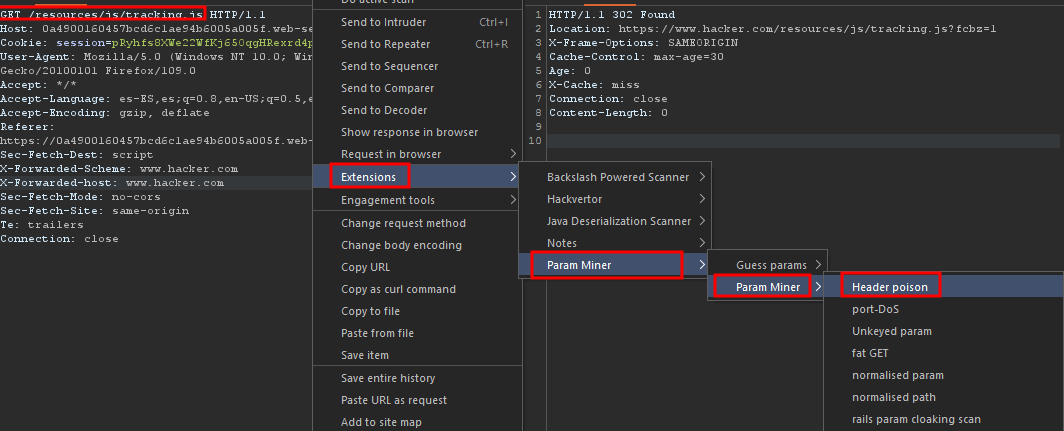 GET /resources/js/tracking.js HTTP/1.1
Host: 0a4900160457bcd6c1ae94b6005a005f.web-se
Cookie: session=pRyhfs8XWe22WfKj650qgHRexrd4p
User-Agent: Mozilla/5.0 (Windows NT 10.0; Win
Gecko/20100101 Firefox/109.0
Accept: */*
Accept-Language: es-ES,es;q=0.8,en-US;q=0.5,e
Accept-Encoding: gzip, deflate
Referer:
https://0a4900160457bcd6c1ae94b6005a005f.web-
Sec-Fetch-Dest: script
X-Forwarded-Scheme: www.hacker.com
X-Forwarded-host: www.hacker.com
Sec-Fetch-Mode: no-cors
Sec-Fetch-Site: same-origin
Te: trailers
Connection: close
Do active scan
Send to Intruder Ctrl+I
Send to Repeater Ctrl+R
Send to Sequencer
Send to Comparer
Send to Decoder
Show response in browser
Request in browser
Extensions
Engagement tools
Change request method
Change body encoding
Copy URL
Copy as curl command
Copy to file
Paste from file
Save item
Save entire history
Paste URL as request
Add to site map
1 HTTP/1.1 302 Found
2 Location: https://www.hacker.com/resources/js/tracking.js?fcbz=1
3 X-Frame-Options: SAMEORIGIN
4 Cache-Control: max-age=30
5 Age: 0
6 X-Cache: miss
7 Connection: close
8 Content-Length: 0
9
10
Backslash Powered Scanner
Hackvertor
Java Deserialization Scanner
Notes
Param Miner
Guess params
Param Miner
Header poison
port-DoS
Unkeyed param
fat GET
normalised param
normalised path
rails param cloaking scan